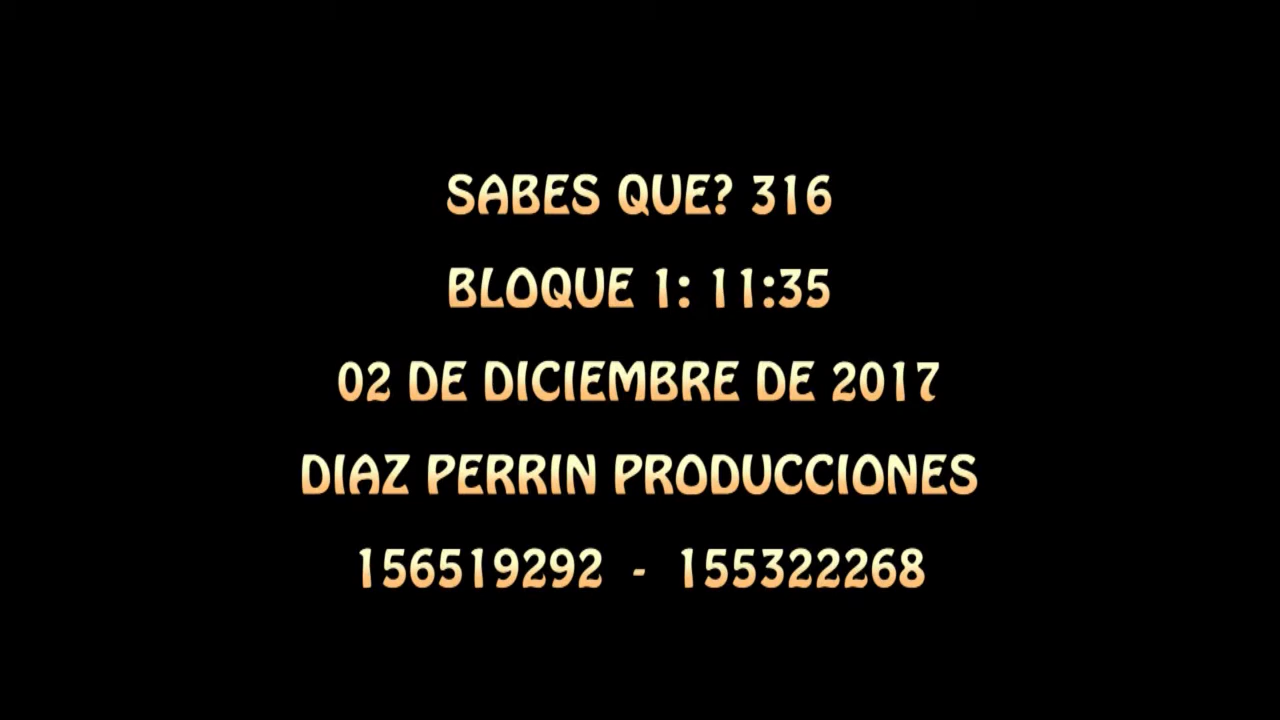 SABES QUE? 316
BLOQUE 1: 11:35
02 DE DICIEMBRE DE 2017
DIAZ PERRIN PRODUCCIONES
156519292 - 155322268